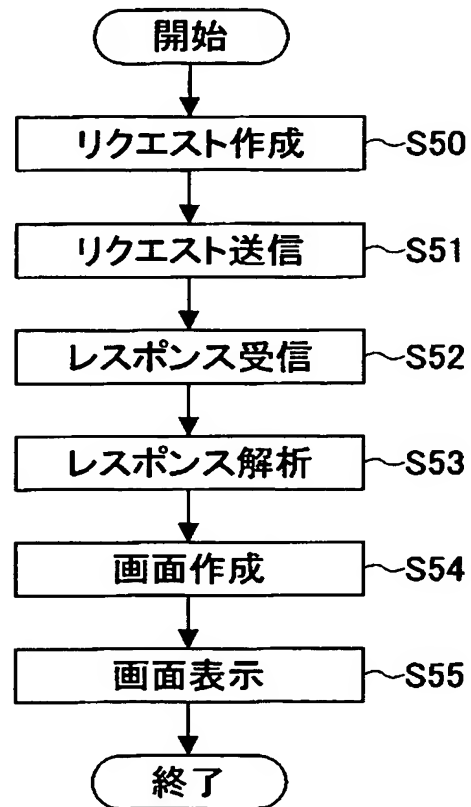 開始
リクエスト作成 S50
リクエスト送信 S51
レスポンス受信 S52
レスポンス解析 S53
画面作成 S54
画面表示 S55
終了